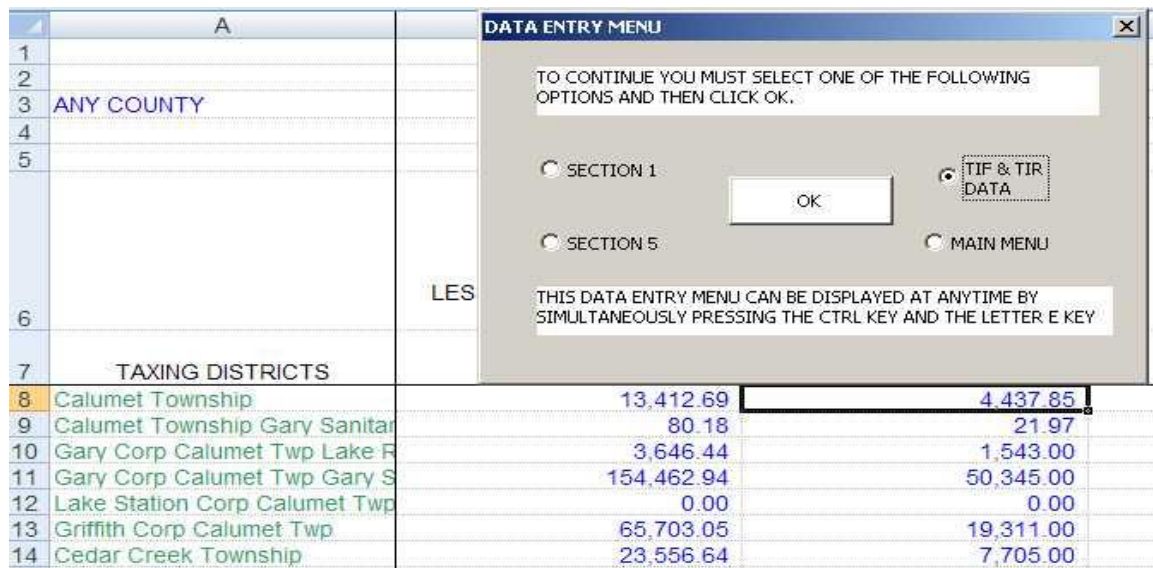 A
DATA ENTRY MENU
1
2
TO CONTINUE YOU MUST SELECT ONE OF THE FOLLOWING
OPTIONS AND THEN CLICK OK.
3 ANY COUNTY
4
5
SECTION 1
TIF & TIR
DATA
OK
SECTION 5
MAIN MENU
LES
THIS DATA ENTRY MENU CAN BE DISPLAYED AT ANYTIME BY
SIMULTANEOUSLY PRESSING THE CTRL KEY AND THE LETTER E KEY
6
7 TAXING DISTRICTS
8 Calumet Township 13,412.69 4,437.85
9 Calumet Township Gary Sanitar 80.18 21.97
10 Gary Corp Calumet Twp Lake R 3,646.44 1,543.00
11 Gary Corp Calumet Twp Gary S 154,462.94 50,345.00
12 Lake Station Corp Calumet Twp 0.00 0.00
13 Griffith Corp Calumet Twp 65,703.05 19,311.00
14 Cedar Creek Township 23,556.64 7,705.00